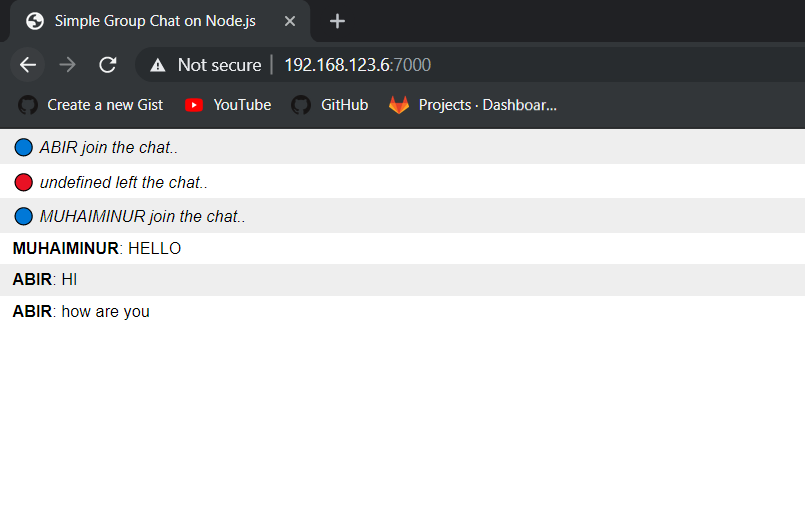 Simple Group Chat on Node.js
Not secure | 192.168.123.6:7000
Create a new Gist YouTube GitHub Projects · Dashboar...
ABIR join the chat..
undefined left the chat..
MUHAIMINUR join the chat..
MUHAIMINUR: HELLO
ABIR: HI
ABIR: how are you